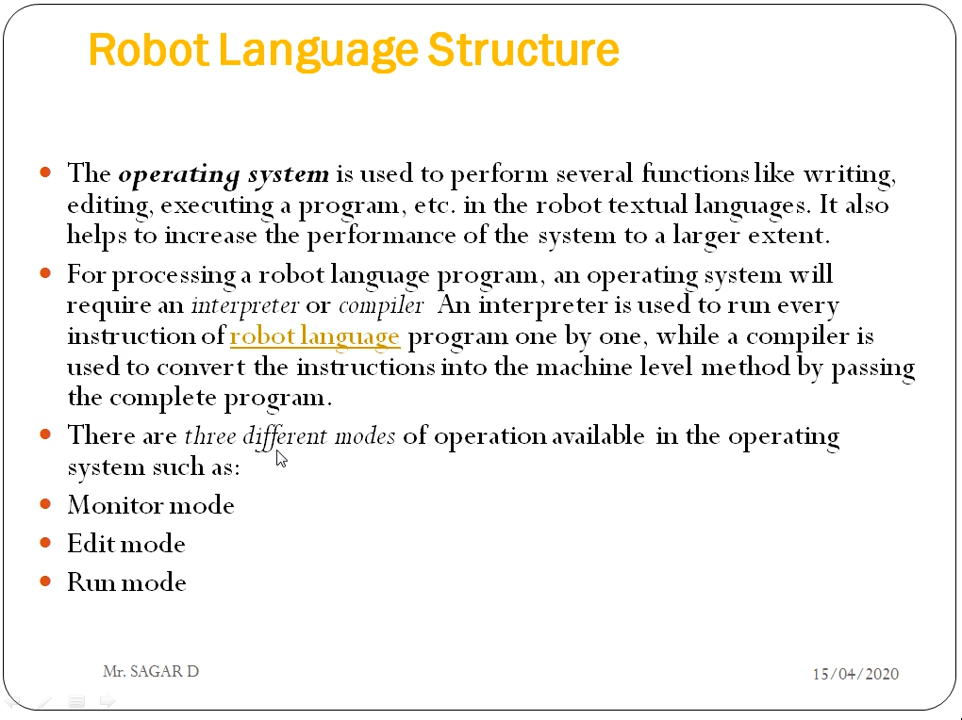 Robot Language Structure
The operating system is used to perform several functions like writing,
editing, executing a program, etc. in the robot textual languages. It also
helps to increase the performance of the system to a larger extent.
For processing a robot language program, an operating system will
require an interpreter or compiler An interpreter is used to run every
instruction of robot language program one by one, while a compiler is
used to convert the instructions into the machine level method by passing
the complete program.
There are three different modes of operation available in the operating
system such as:
Monitor mode
Edit mode
Run mode
Mr. SAGAR D
15/04/2020